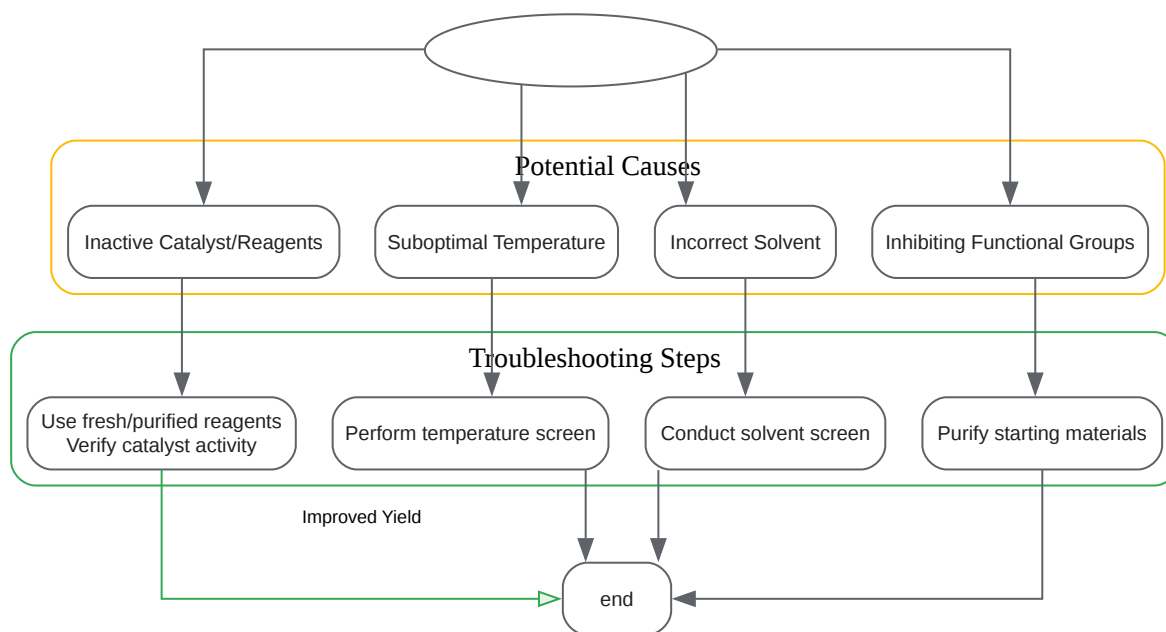 Potential Causes
Inactive Catalyst/Reagents
Suboptimal Temperature
Incorrect Solvent
Inhibiting Functional Groups
Troubleshooting Steps
Use fresh/purified reagents
Verify catalyst activity
Perform temperature screen
Conduct solvent screen
Purify starting materials
Improved Yield
end